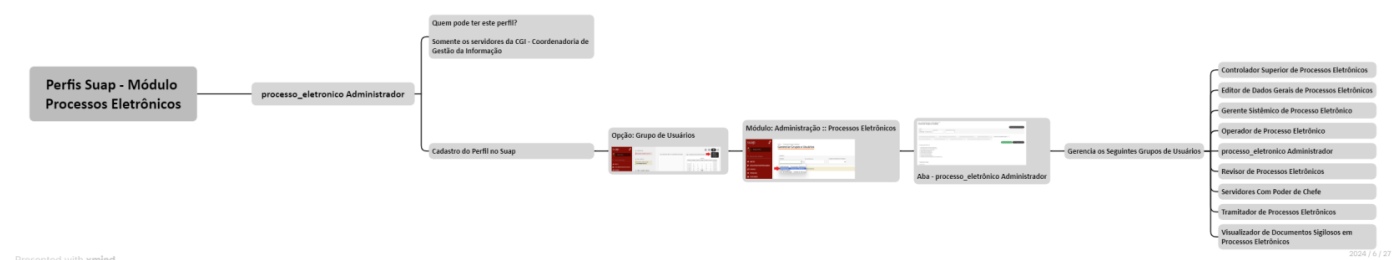 Perfis Suap - Módulo
Processos Eletrônicos
processo_eletronico Administrador
Quem pode ter este perfil?
Somente os servidores da CGI - Coordenadoria de
Gestão da Informação
Cadastro do Perfil no Suap
Opção: Grupo de Usuários
Módulo: Administração :: Processos Eletrônicos
Aba - processo_eletrônico Administrador
Gerencia os Seguintes Grupos de Usuários
Controlador Superior de Processos Eletrônicos
Editor de Dados Gerais de Processos Eletrônicos
Gerente Sistêmico de Processo Eletrônico
Operador de Processo Eletrônico
processo_eletronico Administrador
Revisor de Processos Eletrônicos
Servidores Com Poder de Chefe
Tramitador de Processos Eletrônicos
Visualizador de Documentos Sigilosos em
Processos Eletrônicos
Presented with xmind
2024 / 6 / 27